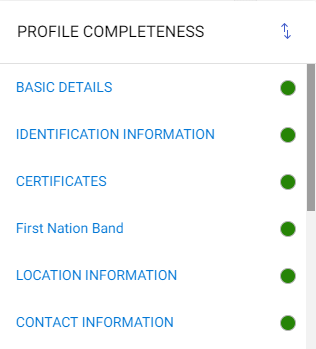 PROFILE COMPLETENESS
BASIC DETAILS
IDENTIFICATION INFORMATION
CERTIFICATES
First Nation Band
LOCATION INFORMATION
CONTACT INFORMATION